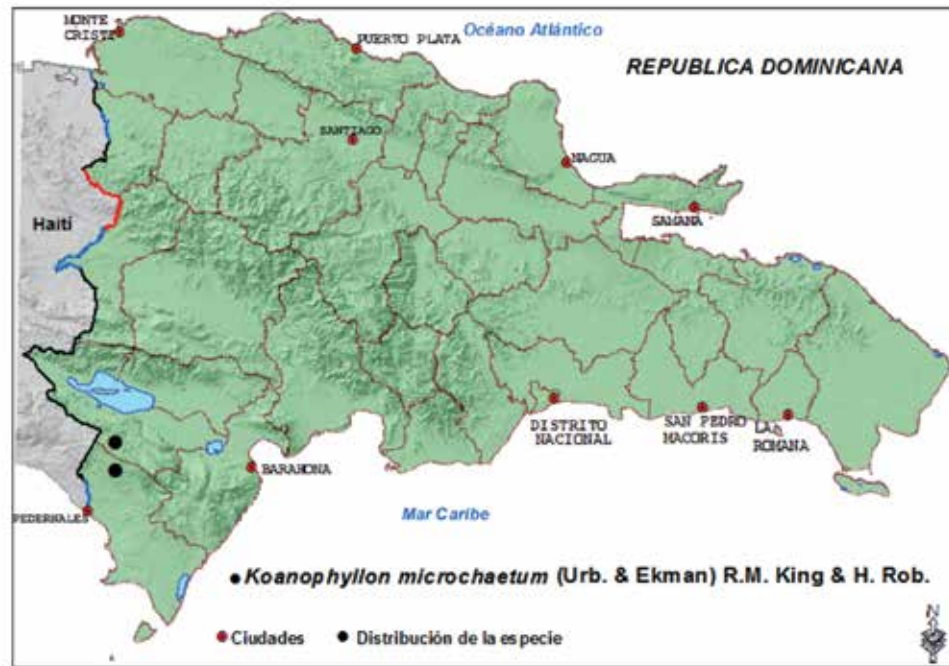 MONTE
CRISTI
PUERTO PLATA
Océano Atlántico
REPUBLICA DOMINICANA
SANTIAGO
NAGUA
SAMANA
Haití
DISTRITO
NACIONAL
SAN PEDRO
MACORIS
LA
ROMANA
BARAHONA
PEDERNALES
Mar Caribe
Koanophyllon microchaetum (Urb. & Ekman) R.M. King & H. Rob.
Ciudades
Distribución de la especie
N